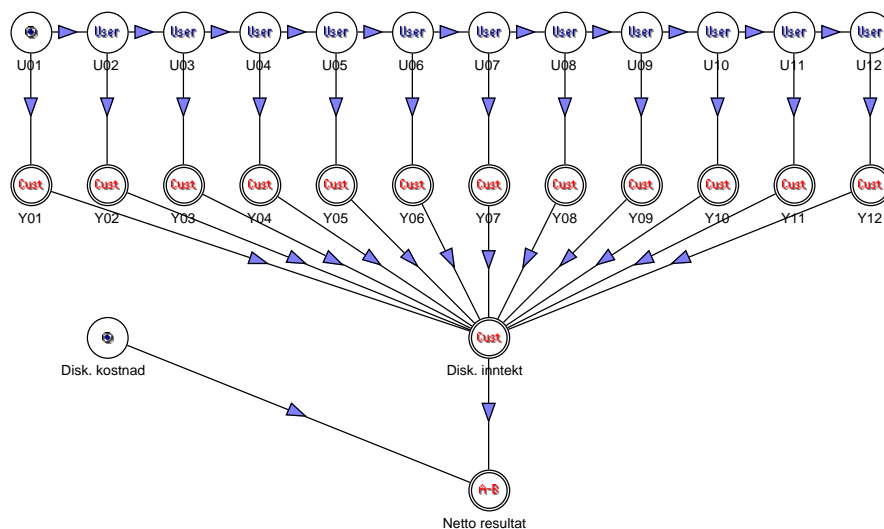 User User User User User User User User User User User
U01 U02 U03 U04 U05 U06 U07 U08 U09 U10 U11 U12
Cust Cust Cust Cust Cust Cust Cust Cust Cust Cust Cust Cust
Y01 Y02 Y03 Y04 Y05 Y06 Y07 Y08 Y09 Y10 Y11 Y12
Cust
Disk. kostnad Disk. inntekt
A-B
Netto resultat